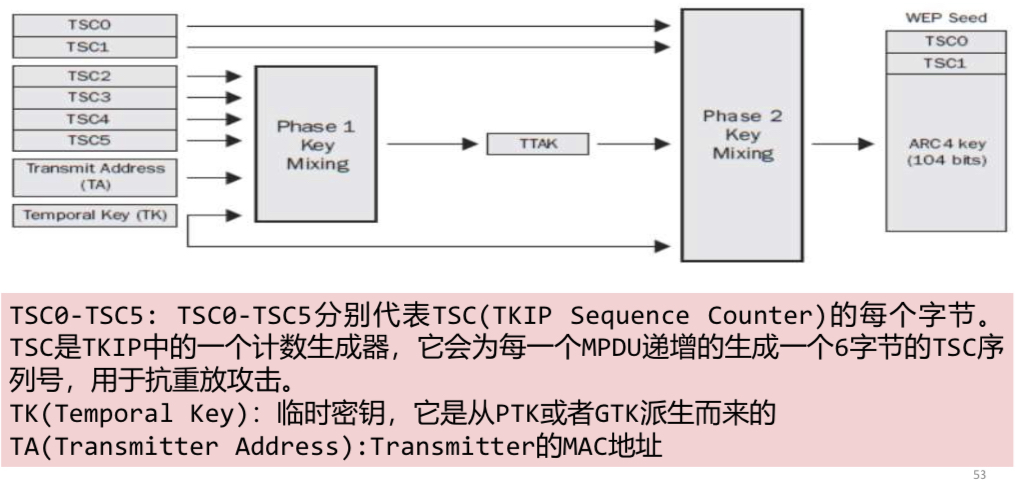 TSC0
TSC1
TSC2
TSC3
TSC4
TSC5
Transmit Address
(TA)
Temporal Key (TK)
Phase 1
Key
Mixing
TTAK
Phase 2
Key
Mixing
WEP Seed
TSC0
TSC1
ARC4 key
(104 bits)
TSC0-TSC5: TSC0-TSC5分别代表TSC(TKIP Sequence Counter)的每个字节。
TSC是TKIP中的一个计数生成器，它会为每一个MPDU递增的生成一个6字节的TSC序
列号，用于抗重放攻击。
TK(Temporal Key)：临时密钥，它是从PTK或者GTK派生而来的
TA(Transmitter Address):Transmitter的MAC地址
53